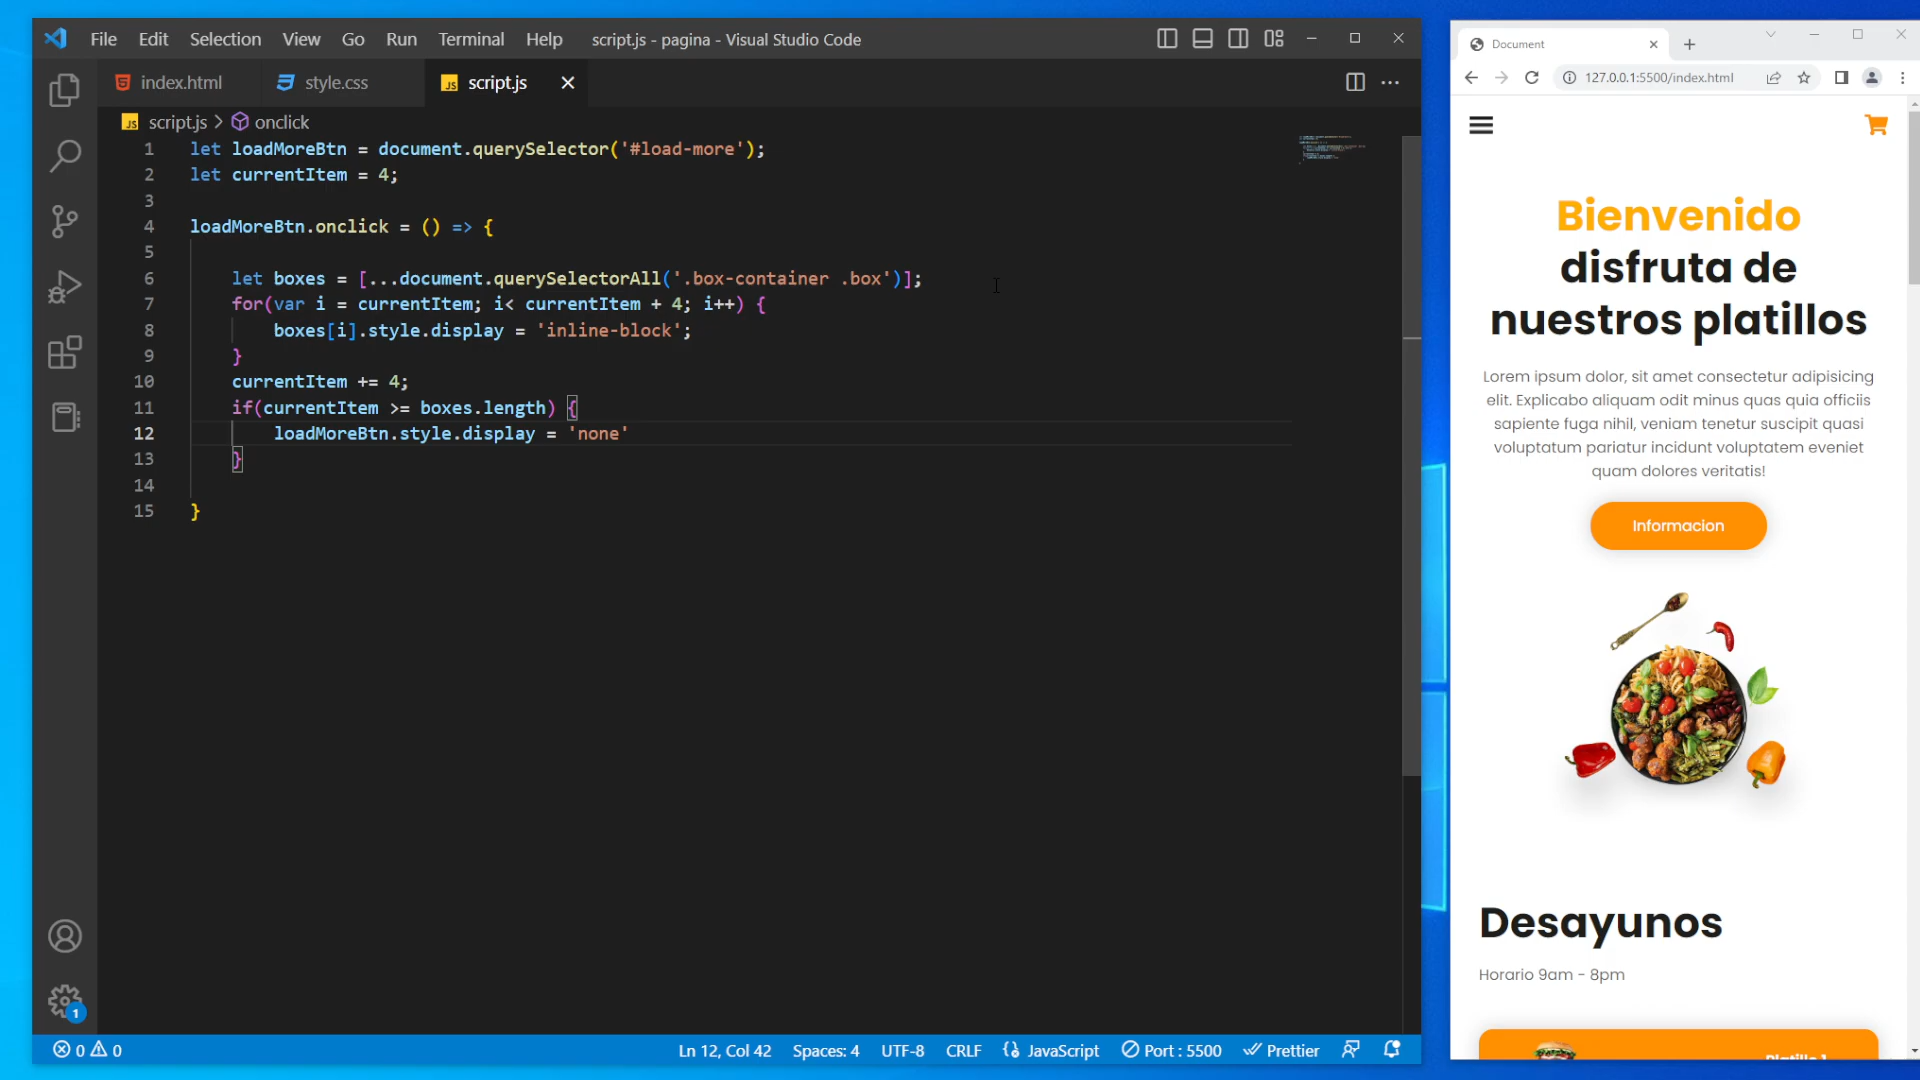 File Edit Selection View Go Run Terminal Help script.js - pagina - Visual Studio Code
index.html style.css script.js
script.js > onclick
1 let loadMoreBtn = document.querySelector('#load-more');
2 let currentItem = 4;
3
4 loadMoreBtn.onclick = () => {
5
6 let boxes = [...document.querySelectorAll('.box-container .box')];
7 for(var i = currentItem; i< currentItem + 4; i++) {
8 boxes[i].style.display = 'inline-block';
9 }
10 currentItem += 4;
11 if(currentItem >= boxes.length) {
12 loadMoreBtn.style.display = 'none'
13 }
14
15 }
1
0 0
Ln 12, Col 42 Spaces: 4 UTF-8 CRLF JavaScript Port : 5500 Prettier
Document
127.0.0.1:5500/index.html
Bienvenido
disfruta de
nuestros platillos
Lorem ipsum dolor, sit amet consectetur adipisicing
elit. Explicabo aliquam odit minus quas quia officiis
sapiente fuga nihil, veniam tenetur suscipit quasi
voluptatum pariatur incidunt voluptatem eveniet
quam dolores veritatis!
Informacion
Desayunos
Horario 9am - 8pm
Platillo 1